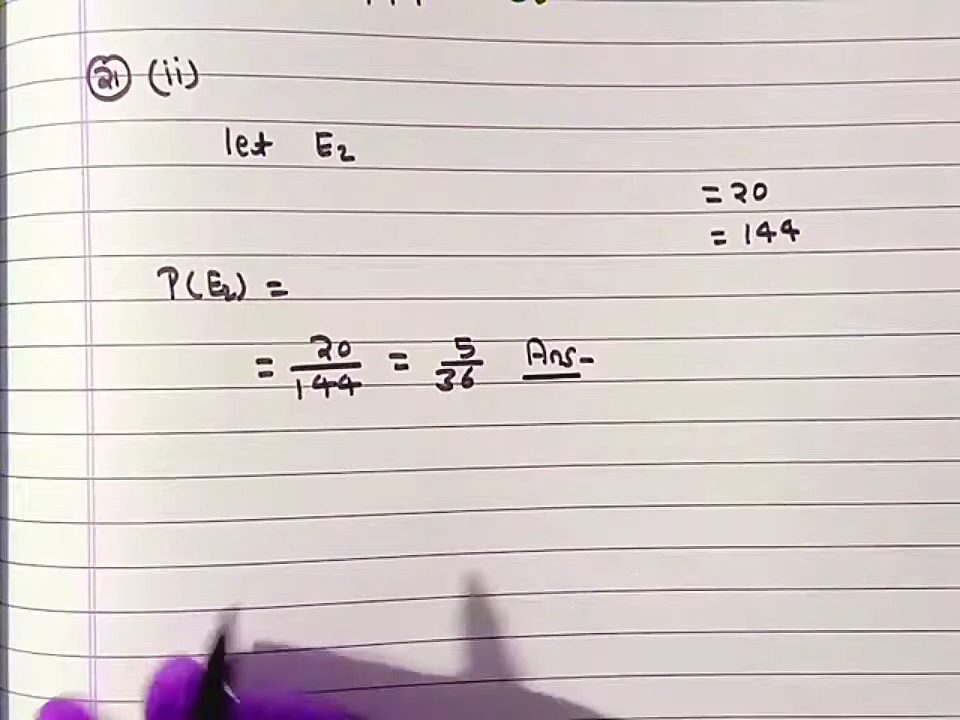 21 (ii)
let E2
= 20
= 144
P(E2) =
= 20/144 = 5/36 Ans-